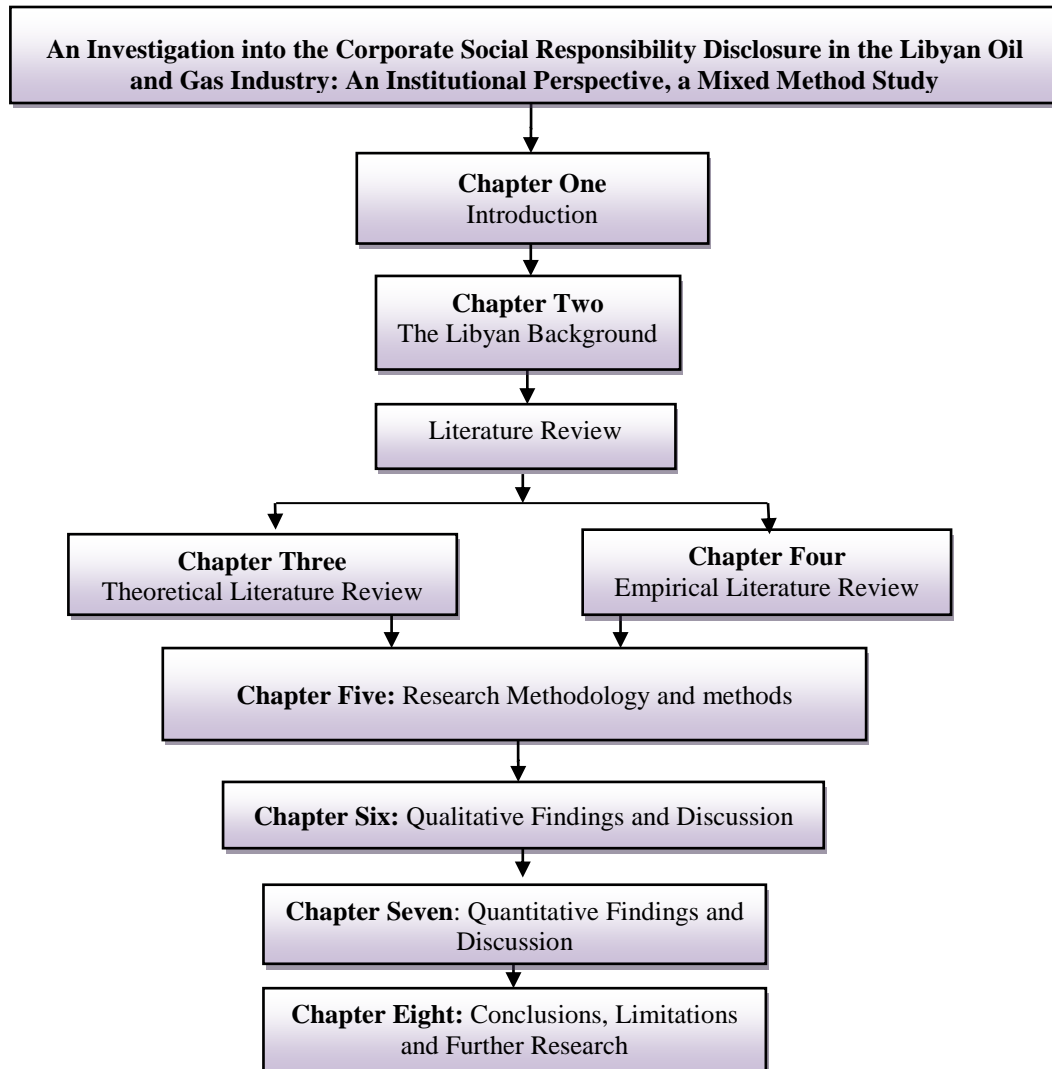 An Investigation into the Corporate Social Responsibility Disclosure in the Libyan Oil
and Gas Industry: An Institutional Perspective, a Mixed Method Study
Chapter One
Introduction
Chapter Two
The Libyan Background
Literature Review
Chapter Three
Theoretical Literature Review
Chapter Four
Empirical Literature Review
Chapter Five: Research Methodology and methods
Chapter Six: Qualitative Findings and Discussion
Chapter Seven: Quantitative Findings and
Discussion
Chapter Eight: Conclusions, Limitations
and Further Research